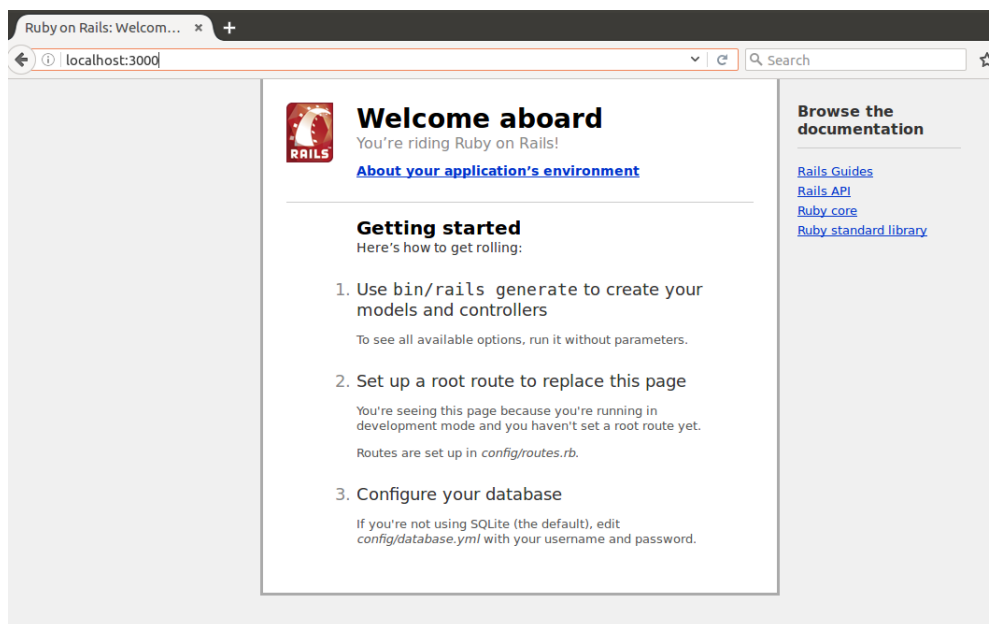 Ruby on Rails: Welcom...
localhost:3000
Search
RAILS
Welcome aboard
You’re riding Ruby on Rails!
About your application’s environment
Getting started
Here’s how to get rolling:
1. Use bin/rails generate to create your
models and controllers
To see all available options, run it without parameters.
2. Set up a root route to replace this page
You're seeing this page because you're running in
development mode and you haven't set a root route yet.
Routes are set up in config/routes.rb.
3. Configure your database
If you're not using SQLite (the default), edit
config/database.yml with your username and password.
Browse the
documentation
Rails Guides
Rails API
Ruby core
Ruby standard library